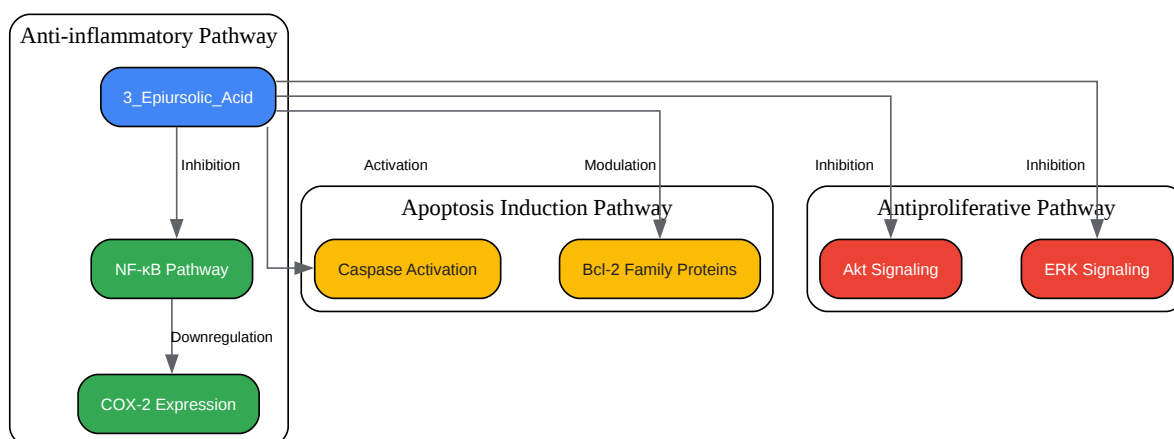 Anti-inflammatory Pathway
3_Epiursolic_Acid
Inhibition
Activation
Modulation
Inhibition
Inhibition
Apoptosis Induction Pathway
Antiproliferative Pathway
NF-κB Pathway
Caspase Activation
Bcl-2 Family Proteins
Akt Signaling
ERK Signaling
Downregulation
COX-2 Expression